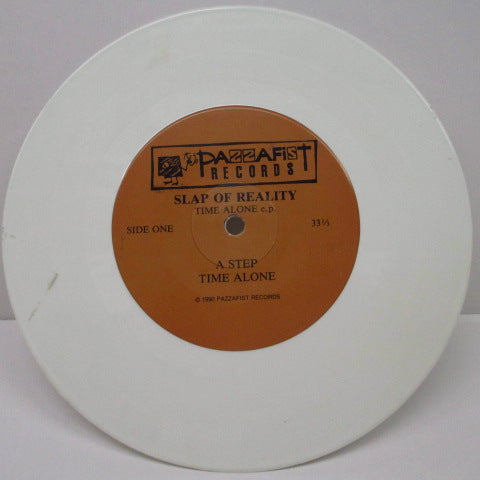 PAZZAFIST
RECORDS
SLAP OF REALITY
TIME ALONE e.p.
SIDE ONE 33⅓
A STEP
TIME ALONE
© 1990 PAZZAFIST RECORDS